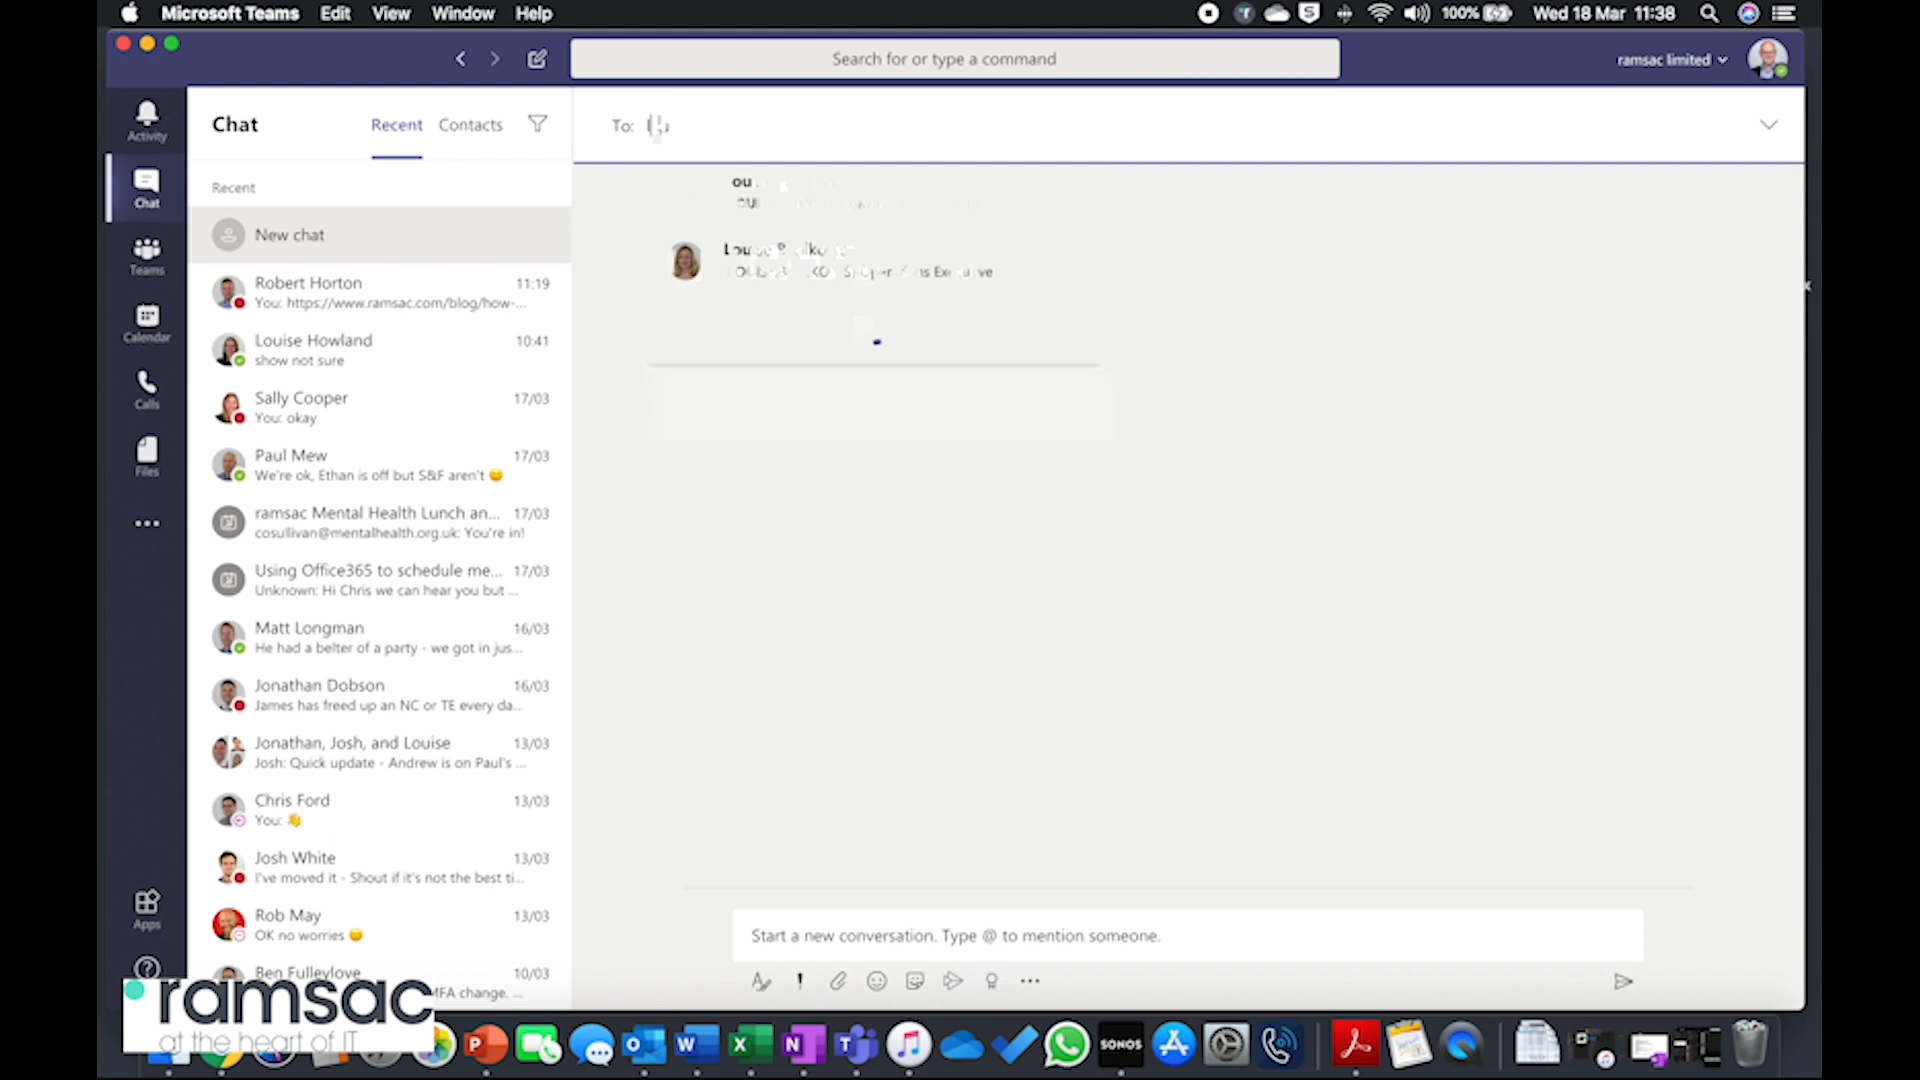 Microsoft Teams Edit View Window Help
100% Wed 18 Mar 11:38
Search for or type a command
ramsac limited
Activity
Chat
Teams
Calendar
Calls
Files
Apps
Chat Recent Contacts
Recent
New chat
Robert Horton 11:19
You: https://www.ramsac.com/blog/how-...
Louise Howland 10:41
show not sure
Sally Cooper 17/03
You: okay
Paul Mew 17/03
We're ok, Ethan is off but S&F aren't 😊
ramsac Mental Health Lunch an... 17/03
cosullivan@mentalhealth.org.uk: You're in!
Using Office365 to schedule me... 17/03
Unknown: Hi Chris we can hear you but ...
Matt Longman 16/03
He had a belter of a party - we got in jus...
Jonathan Dobson 16/03
James has freed up an NC or TE every da...
Jonathan, Josh, and Louise 13/03
Josh: Quick update - Andrew is on Paul's ...
Chris Ford 13/03
You: 👋
Josh White 13/03
I've moved it - Shout if it's not the best ti...
Rob May 13/03
OK no worries 😊
Ben Fulleylove 10/03
MFA change. ...
To:
Start a new conversation. Type @ to mention someone.
ramsac
at the heart of IT
SONOS